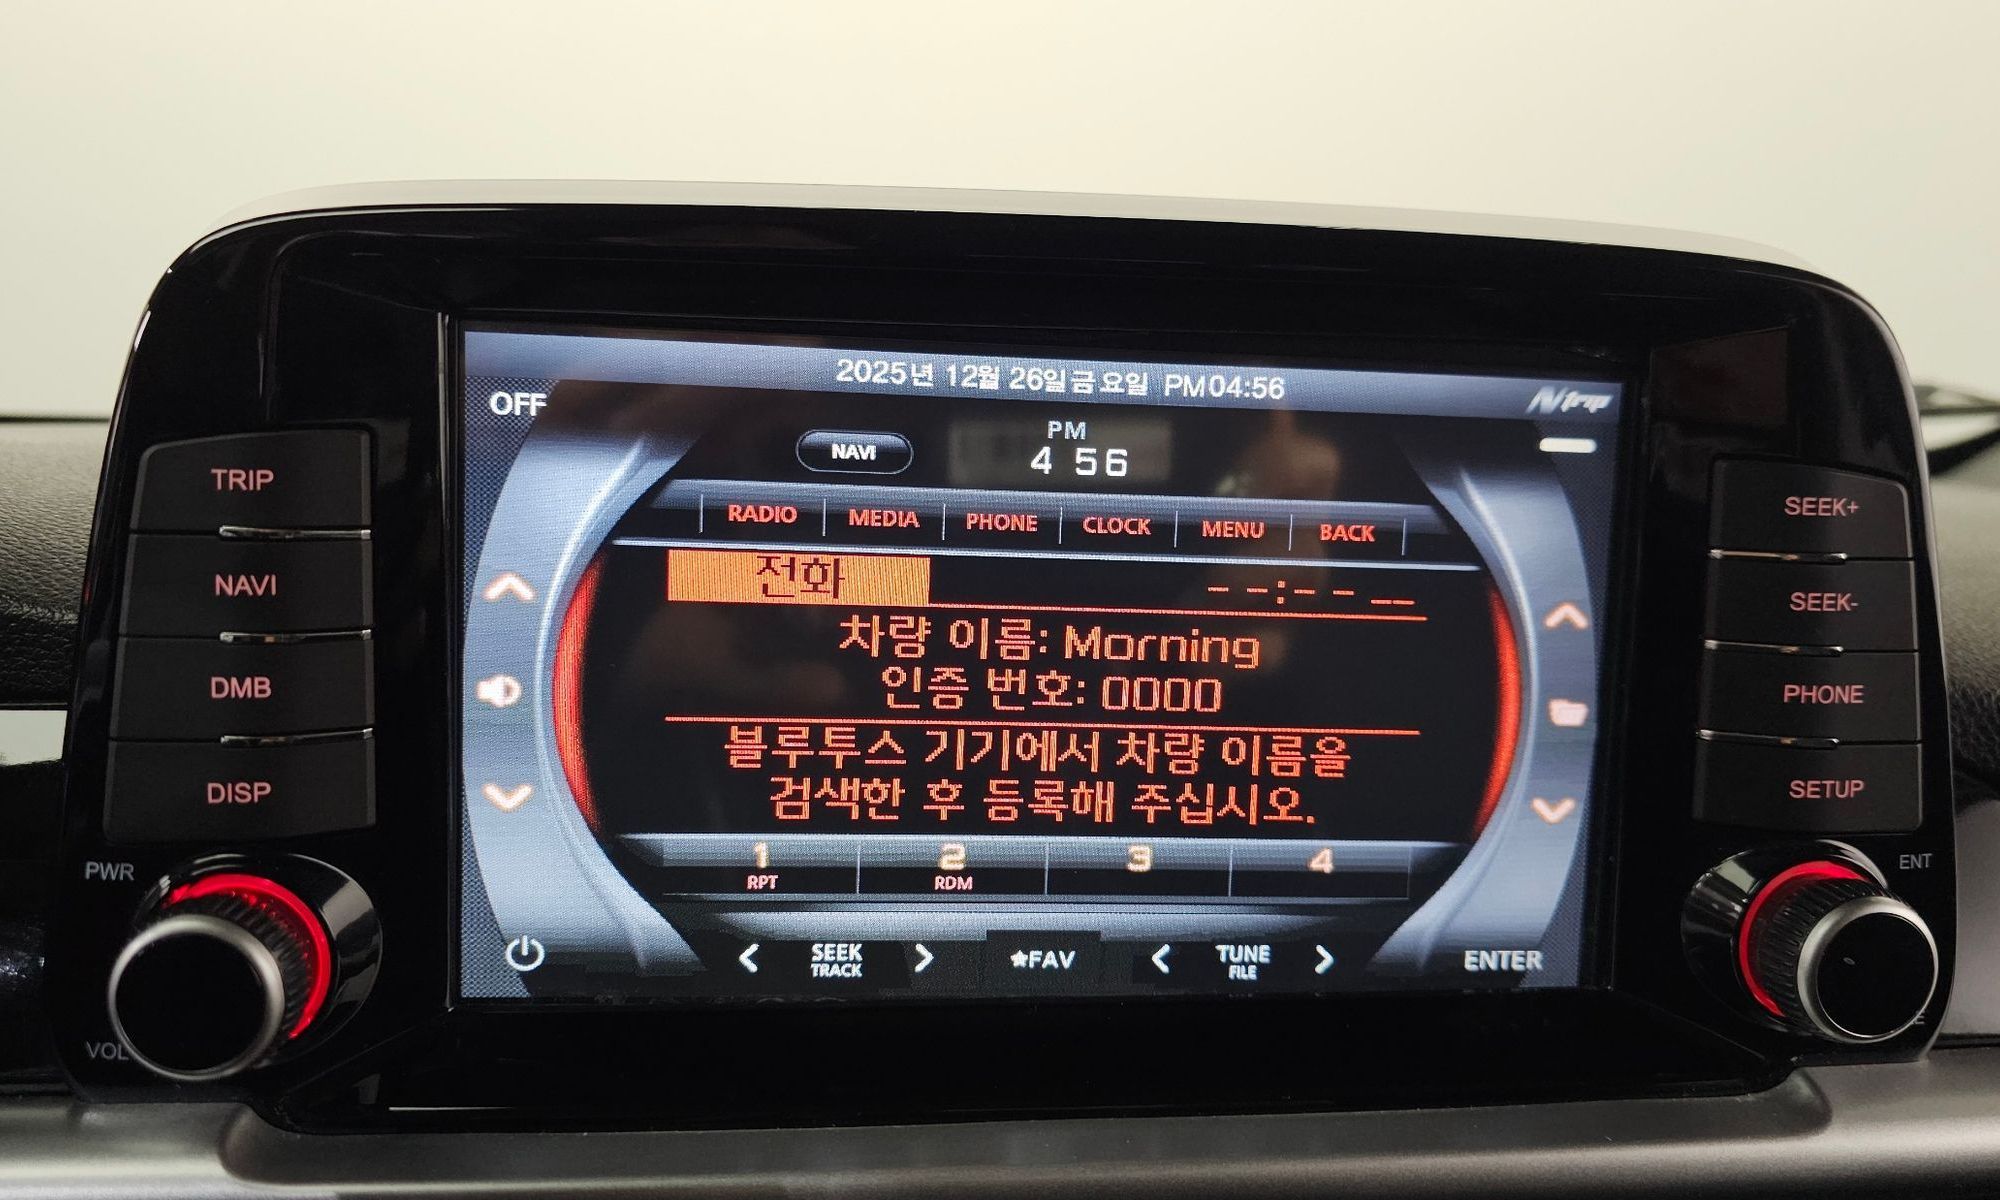 2025년 12월 26일금요일 PM04:56
Ntrip
OFF
NAVI
PM
4 56
RADIO MEDIA PHONE CLOCK MENU BACK
전화
--:-- --
차량 이름: Morning
인증 번호: 0000
블루투스 기기에서 차량 이름을
검색한 후 등록해 주십시오.
1 2 3 4
RPT RDM
< SEEK TRACK > ★FAV < TUNE FILE > ENTER
TRIP
NAVI
DMB
DISP
PWR
VOL
SEEK+
SEEK-
PHONE
SETUP
ENT